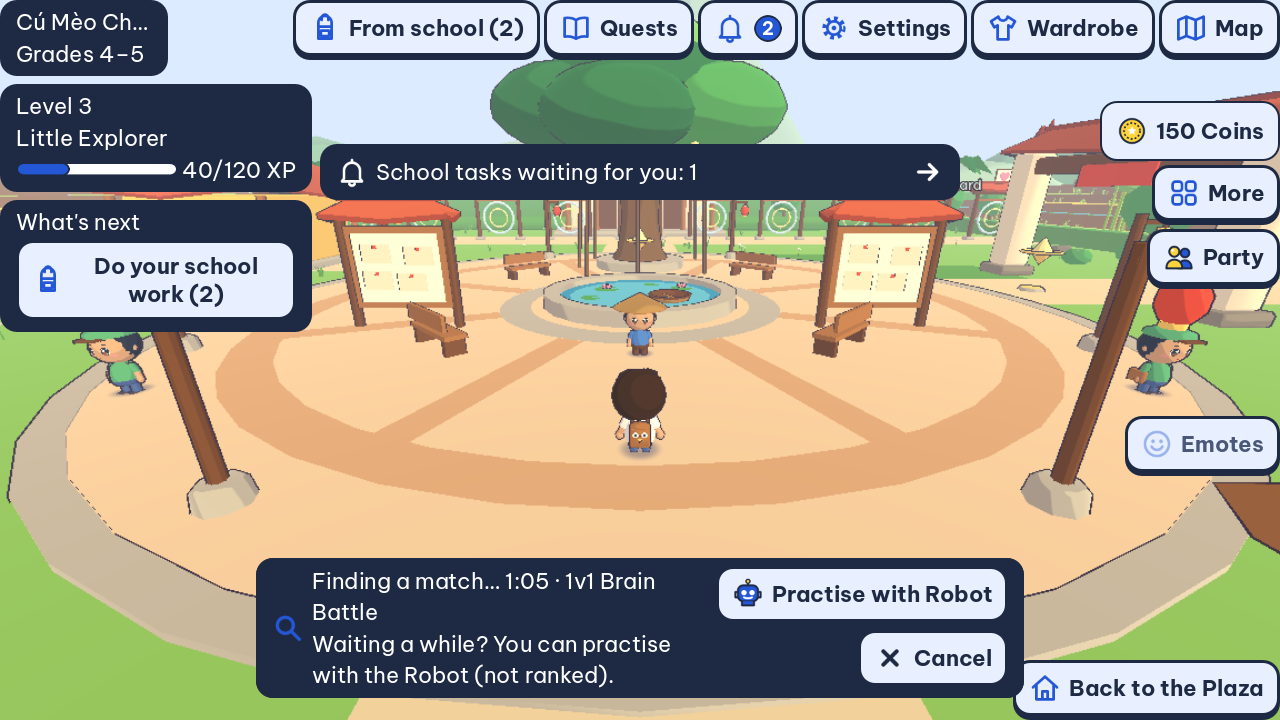 Cú Mèo Ch...
Grades 4–5
From school (2)
Quests
2
Settings
Wardrobe
Map
Level 3
Little Explorer
40/120 XP
150 Coins
School tasks waiting for you: 1
More
ard
What's next
Do your school
work (2)
Party
Emotes
Finding a match... 1:05 · 1v1 Brain
Battle
Waiting a while? You can practise
with the Robot (not ranked).
Practise with Robot
Cancel
Back to the Plaza